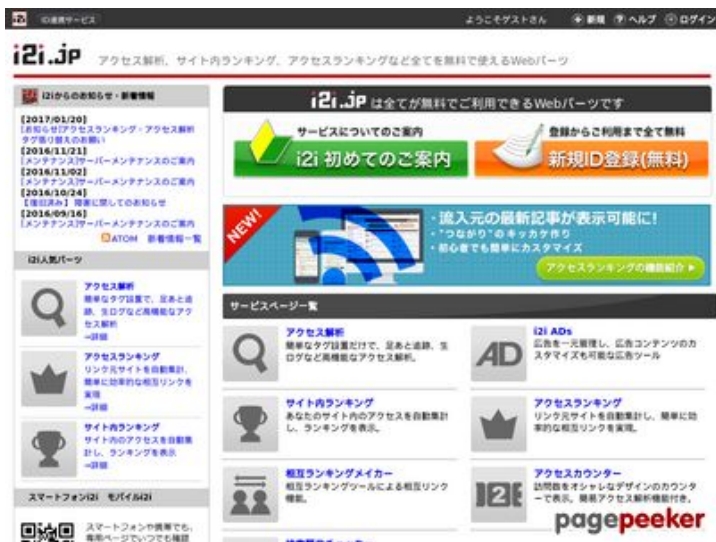 i2i ID連携サービス
ようこそゲストさん 新規 ヘルプ ログイン
i2i.jp アクセス解析、サイト内ランキング、アクセスランキングなど全てを無料で使えるWebパーツ
i2iからのお知らせ・新着情報
[2017/01/20]
[お知らせ]アクセスランキング・アクセス解析
タグ張り替えのお願い
[2016/11/21]
[メンテナンス]サーバーメンテナンスのご案内
[2016/11/02]
[メンテナンス]サーバーメンテナンスのご案内
[2016/10/24]
【復旧済み】障害に関してのお知らせ
[2016/09/16]
[メンテナンス]サーバーメンテナンスのご案内
ATOM 新着情報一覧
i2i人気パーツ
アクセス解析
簡単なタグ設置で、足あと追
跡、生ログなど高機能なアク
セス解析
→詳細
アクセスランキング
リンク元サイトを自動集計、
簡単に効率的な相互リンクを
実現
→詳細
サイト内ランキング
サイト内のアクセスを自動集
計し、ランキングを表示
→詳細
スマートフォンi2i モバイルi2i
スマートフォンや携帯でも、
専用ページでいつでも確認
i2i.jp は全てが無料でご利用できるWebパーツです
サービスについてのご案内
i2i 初めてのご案内
登録からご利用まで全て無料
新規ID登録(無料)
NEW!
・流入元の最新記事が表示可能に!
・"つながり"のキッカケ作り
・初心者でも簡単にカスタマイズ
アクセスランキングの機能紹介
サービスページ一覧
アクセス解析
簡単なタグ設置だけで、足あと追跡、生
ログなど高機能なアクセス解析。
AD
i2i ADs
広告を一元管理し、広告コンテンツのカ
スタマイズも可能な広告ツール
サイト内ランキング
あなたのサイト内のアクセスを自動集計
し、ランキングを表示。
アクセスランキング
リンク元サイトを自動集計し、簡単に効
率的な相互リンクを実現。
相互ランキングメイカー
相互ランキングツールによる相互リンク
機能。
121
アクセスカウンター
訪問数をオシャレなデザインのカウンタ
ーで表示。簡易アクセス解析機能付き。
pagepeeker